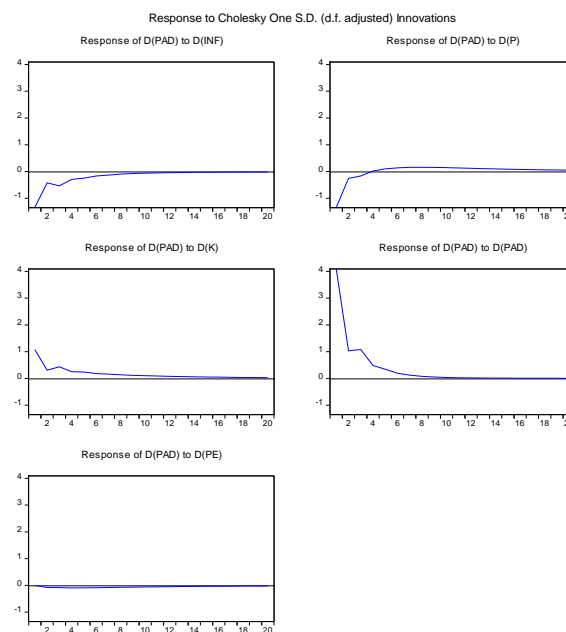 Response to Cholesky One S.D. (d.f. adjusted) Innovations
Response of D(PAD) to D(INF)
4
3
2
1
0
-1
2 4 6 8 10 12 14 16 18 20
Response of D(PAD) to D(P)
4
3
2
1
0
-1
2 4 6 8 10 12 14 16 18 2
Response of D(PAD) to D(K)
4
3
2
1
0
-1
2 4 6 8 10 12 14 16 18 20
Response of D(PAD) to D(PAD)
4
3
2
1
0
-1
2 4 6 8 10 12 14 16 18 2
Response of D(PAD) to D(PE)
4
3
2
1
0
-1
2 4 6 8 10 12 14 16 18 20